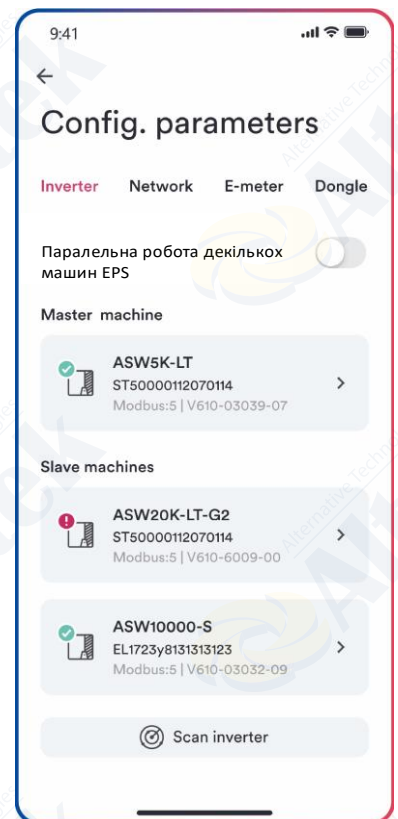 9:41
Config. parameters
Inverter Network E-meter Dongle
Паралельна робота декількох
машин EPS
Master machine
ASW5K-LT
ST50000112070114
Modbus:5 | V610-03039-07
Slave machines
ASW20K-LT-G2
ST50000112070114
Modbus:5 | V610-6009-00
ASW10000-S
EL1723y8131313123
Modbus:5 | V610-03032-09
Scan inverter